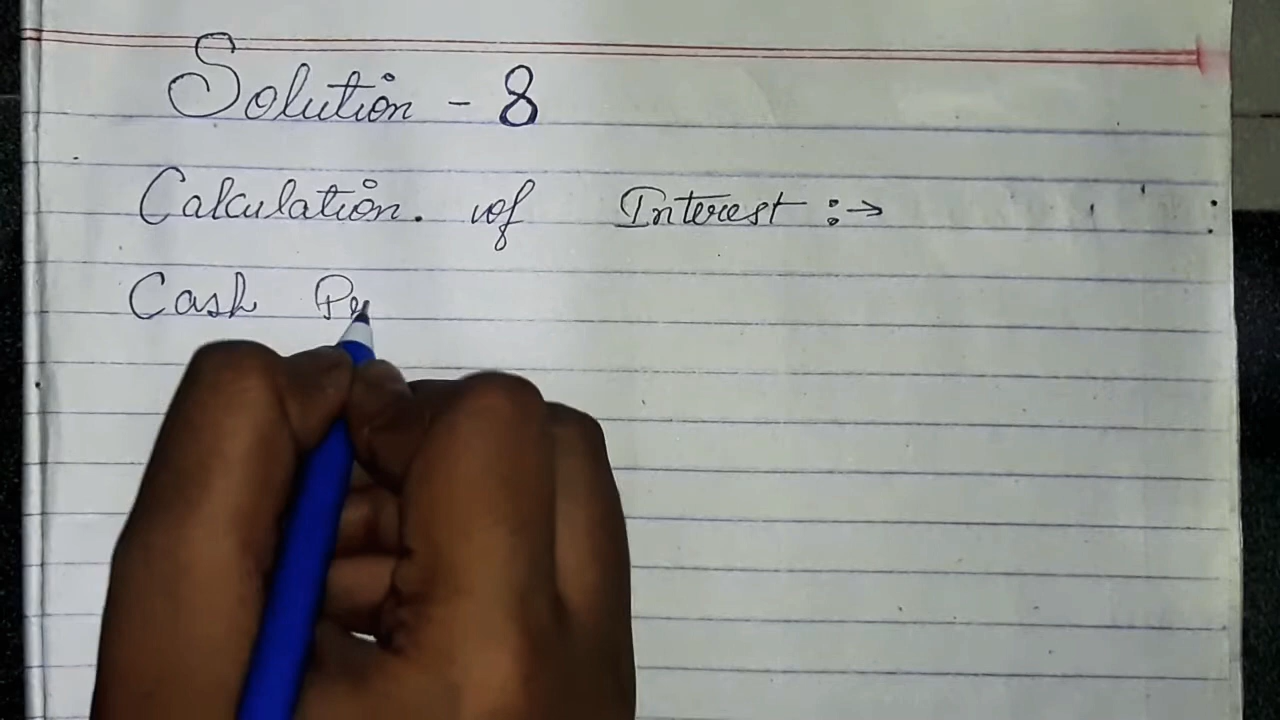 Solution - 8
Calculation. of Interest :→
Cash